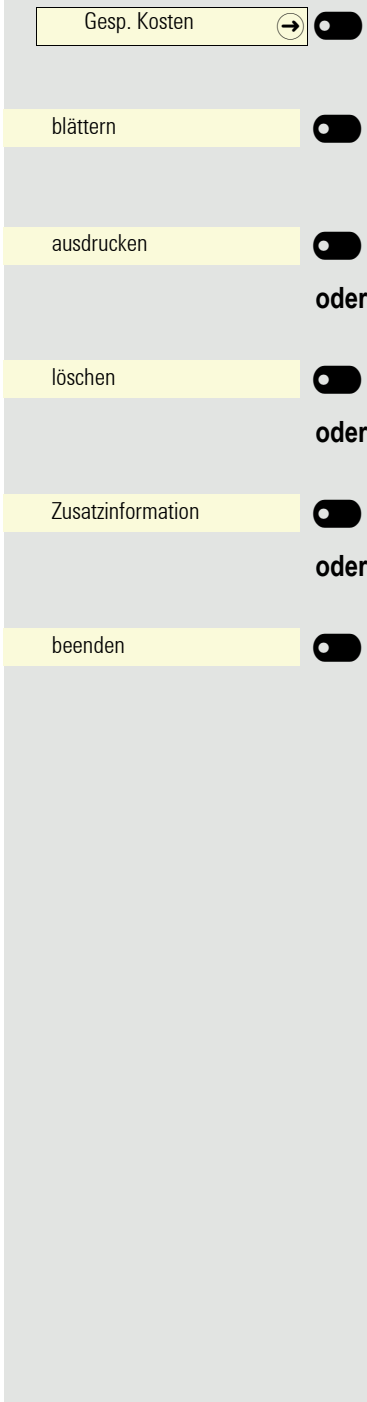 Gesp. Kosten
blättern
ausdrucken
oder
löschen
oder
Zusatzinformation
oder
beenden